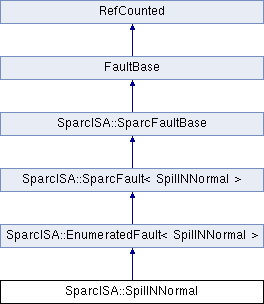 RefCounted
FaultBase
SparcISA::SparcFaultBase
SparcISA::SparcFault< SpillNNormal >
SparcISA::EnumeratedFault< SpillNNormal >
SparcISA::SpillNNormal